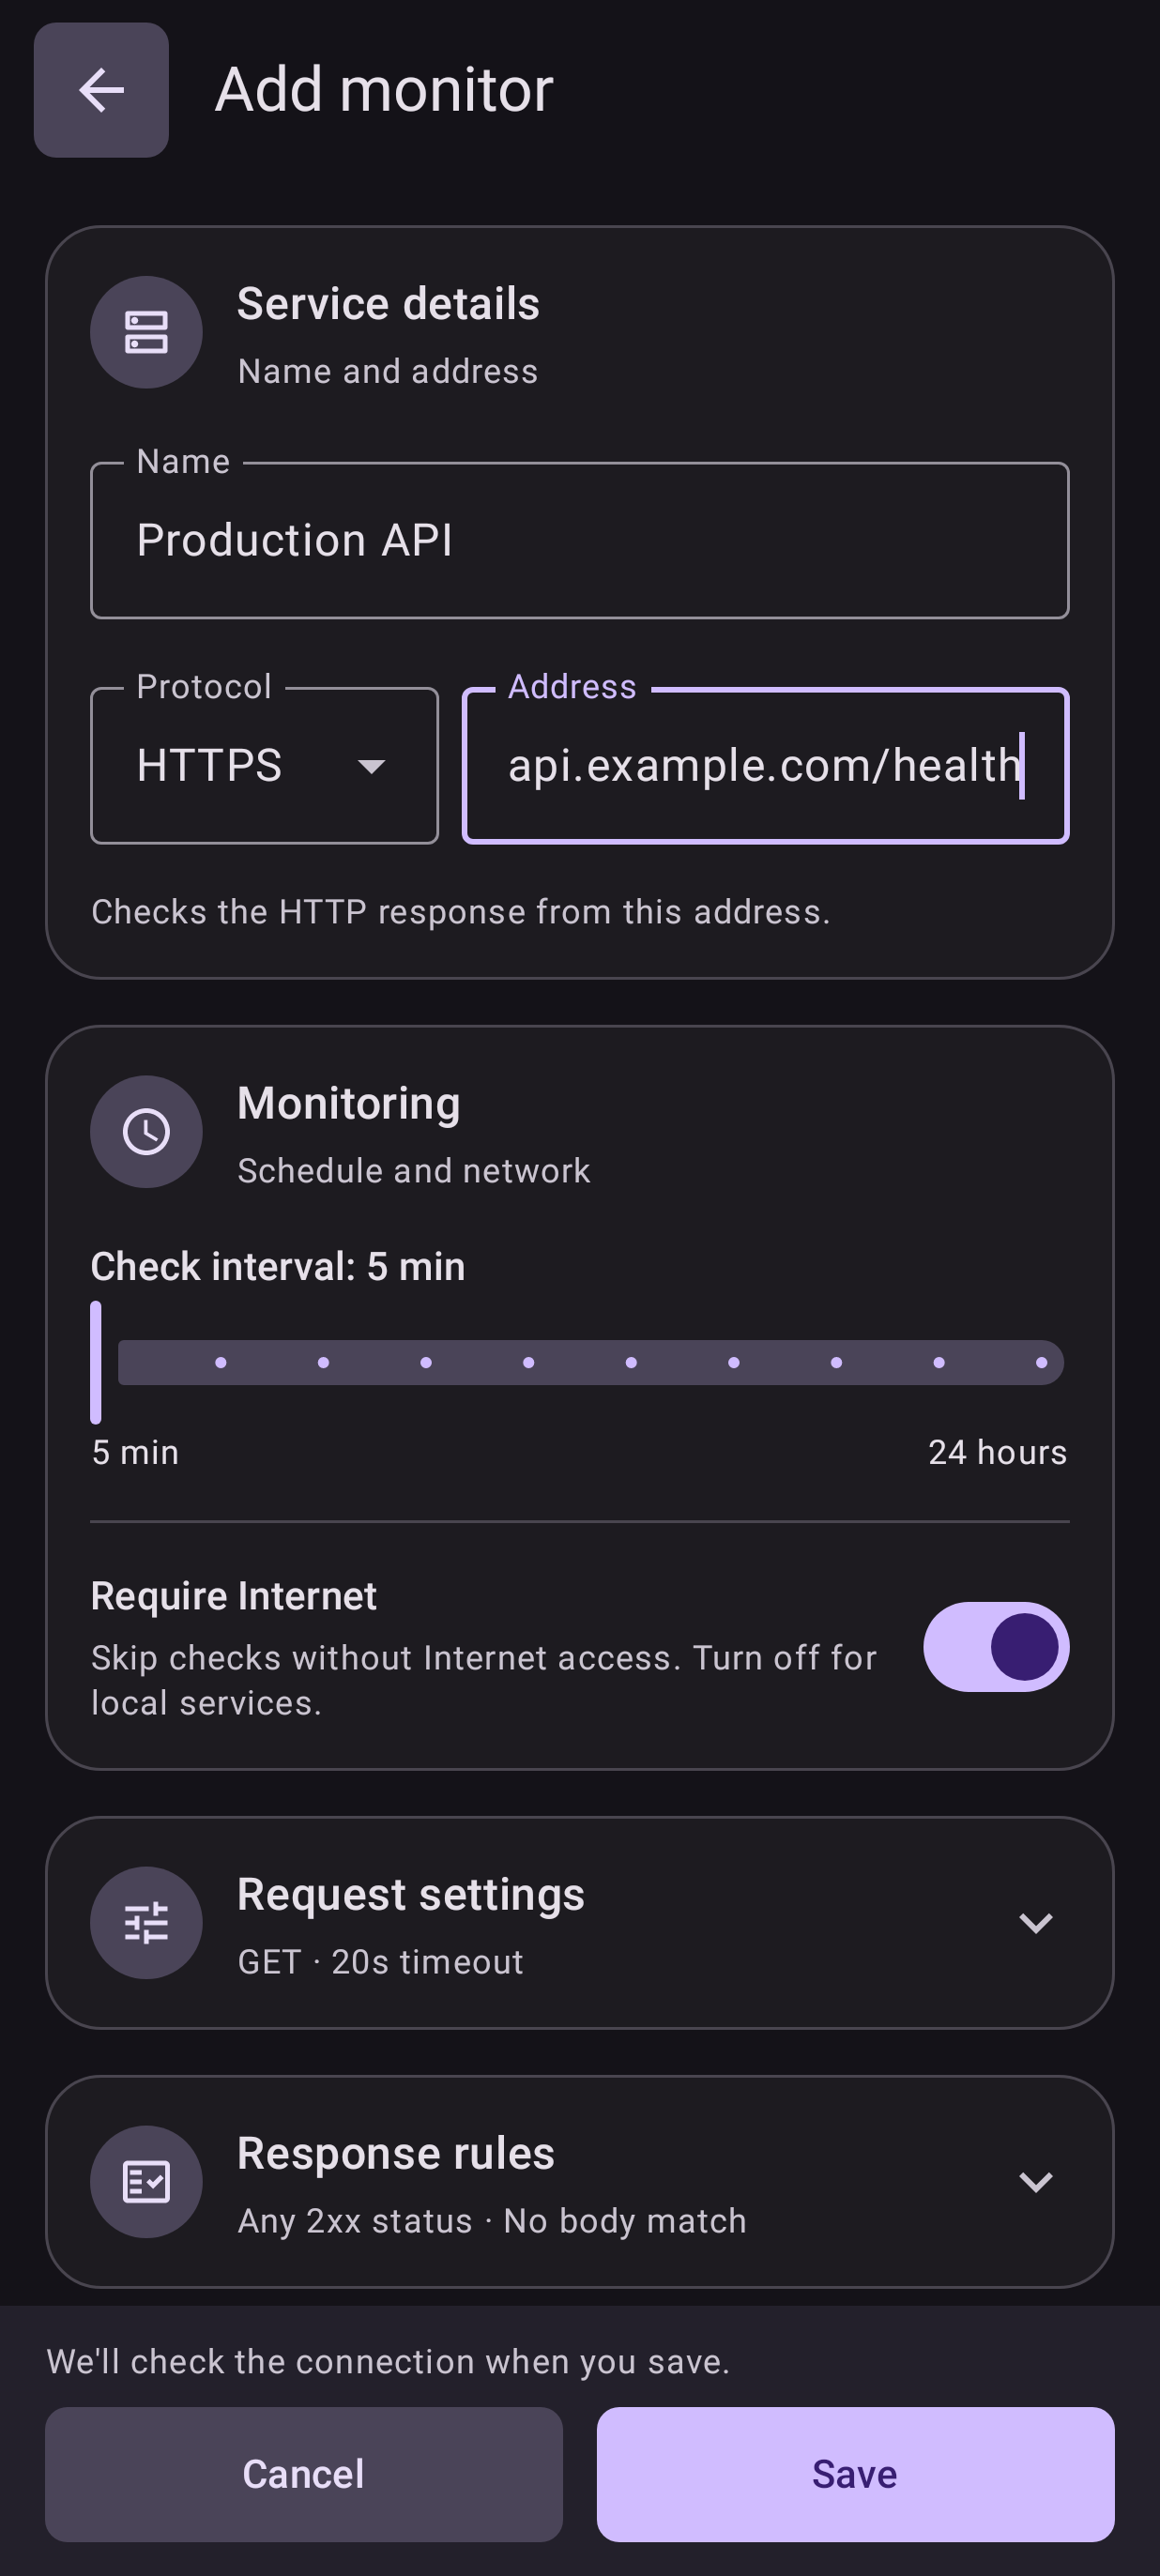 Add monitor
Service details
Name and address
Name
Production API
Protocol
HTTPS
Address
api.example.com/health
Checks the HTTP response from this address.
Monitoring
Schedule and network
Check interval: 5 min
5 min
24 hours
Require Internet
Skip checks without Internet access. Turn off for
local services.
Request settings
GET · 20s timeout
Response rules
Any 2xx status · No body match
We'll check the connection when you save.
Cancel
Save